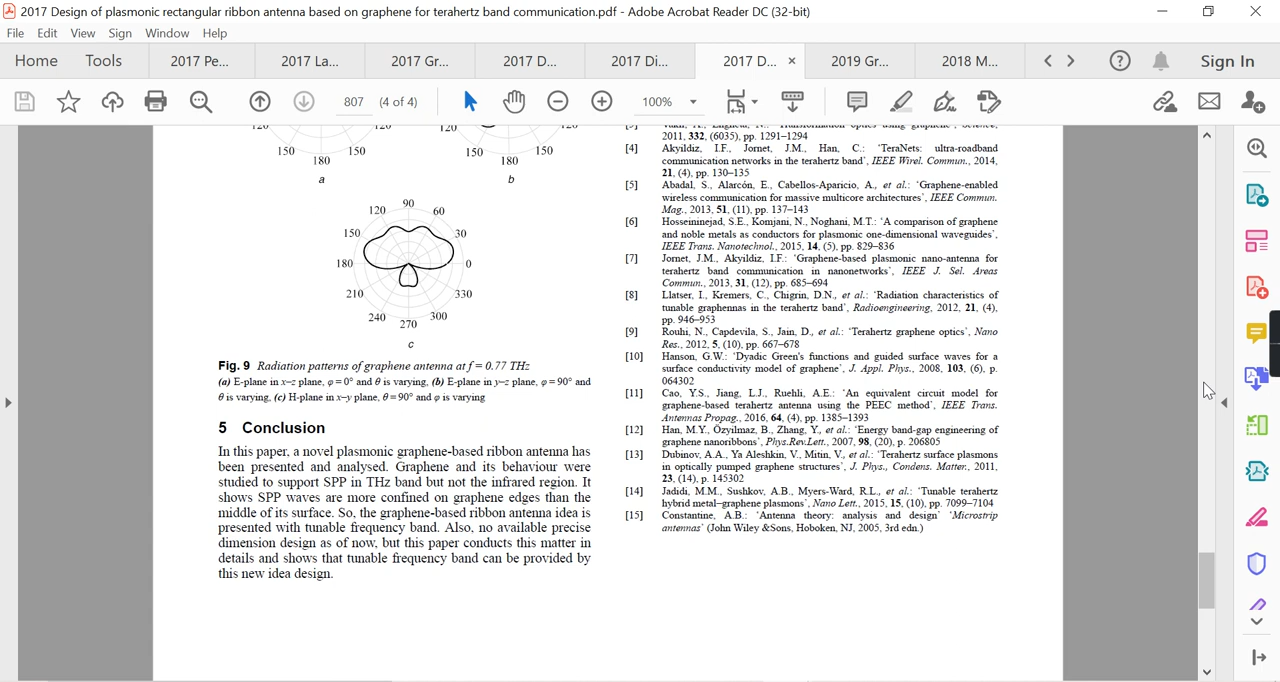 2017 Design of plasmonic rectangular ribbon antenna based on graphene for terahertz band communication.pdf - Adobe Acrobat Reader DC (32-bit)
File Edit View Sign Window Help
Home Tools 2017 Pe... 2017 La... 2017 Gr... 2017 D... 2017 Di... 2017 D... × 2019 Gr... 2018 M... Sign In
807 (4 of 4) 100%
120 120 120 120
150 180 150 150 180 150
a b
90
120 60
150 30
180 0
210 330
240 270 300
c
Fig. 9 Radiation patterns of graphene antenna at f = 0.77 THz
(a) E-plane in x–z plane, φ = 0° and θ is varying, (b) E-plane in y–z plane, φ = 90° and
θ is varying, (c) H-plane in x–y plane, θ = 90° and φ is varying
5 Conclusion
In this paper, a novel plasmonic graphene-based ribbon antenna has
been presented and analysed. Graphene and its behaviour were
studied to support SPP in THz band but not the infrared region. It
shows SPP waves are more confined on graphene edges than the
middle of its surface. So, the graphene-based ribbon antenna idea is
presented with tunable frequency band. Also, no available precise
dimension design as of now, but this paper conducts this matter in
details and shows that tunable frequency band can be provided by
this new idea design.
2011, 332, (6035), pp. 1291–1294
[4] Akyildiz, I.F., Jornet, J.M., Han, C.: 'TeraNets: ultra-roadband
communication networks in the terahertz band', IEEE Wirel. Commun., 2014,
21, (4), pp. 130–135
[5] Abadal, S., Alarcón, E., Cabellos-Aparicio, A., et al.: 'Graphene-enabled
wireless communication for massive multicore architectures', IEEE Commun.
Mag., 2013, 51, (11), pp. 137–143
[6] Hosseininejad, S.E., Komjani, N., Noghani, M.T.: 'A comparison of graphene
and noble metals as conductors for plasmonic one-dimensional waveguides',
IEEE Trans. Nanotechnol., 2015, 14, (5), pp. 829–836
[7] Jornet, J.M., Akyildiz, I.F.: 'Graphene-based plasmonic nano-antenna for
terahertz band communication in nanonetworks', IEEE J. Sel. Areas
Commun., 2013, 31, (12), pp. 685–694
[8] Llatser, I., Kremers, C., Chigrin, D.N., et al.: 'Radiation characteristics of
tunable graphennas in the terahertz band', Radioengineering, 2012, 21, (4),
pp. 946–953
[9] Rouhi, N., Capdevila, S., Jain, D., et al.: 'Terahertz graphene optics', Nano
Res., 2012, 5, (10), pp. 667–678
[10] Hanson, G.W.: 'Dyadic Green's functions and guided surface waves for a
surface conductivity model of graphene', J. Appl. Phys., 2008, 103, (6), p.
064302
[11] Cao, Y.S., Jiang, L.J., Ruehli, A.E.: 'An equivalent circuit model for
graphene-based terahertz antenna using the PEEC method', IEEE Trans.
Antennas Propag., 2016, 64, (4), pp. 1385–1393
[12] Han, M.Y., Özyilmaz, B., Zhang, Y., et al.: 'Energy band-gap engineering of
graphene nanoribbons', Phys.Rev.Lett., 2007, 98, (20), p. 206805
[13] Dubinov, A.A., Ya Aleshkin, V., Mitin, V., et al.: 'Terahertz surface plasmons
in optically pumped graphene structures', J. Phys., Condens. Matter., 2011,
23, (14), p. 145302
[14] Jadidi, M.M., Sushkov, A.B., Myers-Ward, R.L., et al.: 'Tunable terahertz
hybrid metal–graphene plasmons', Nano Lett., 2015, 15, (10), pp. 7099–7104
[15] Constantine, A.B.: 'Antenna theory: analysis and design' 'Microstrip
antennas' (John Wiley &Sons, Hoboken, NJ, 2005, 3rd edn.)